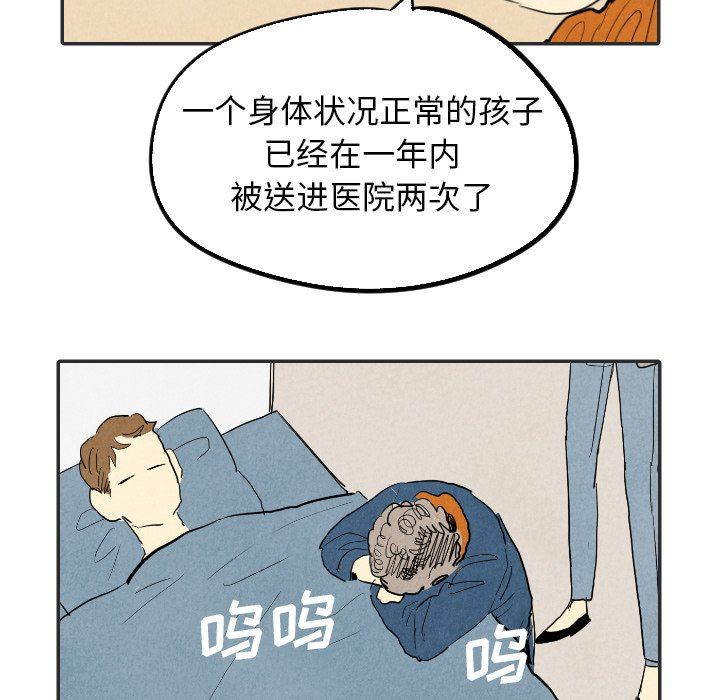 一个身体状况正常的孩子
已经在一年内
被送进医院两次了
呜呜
呜